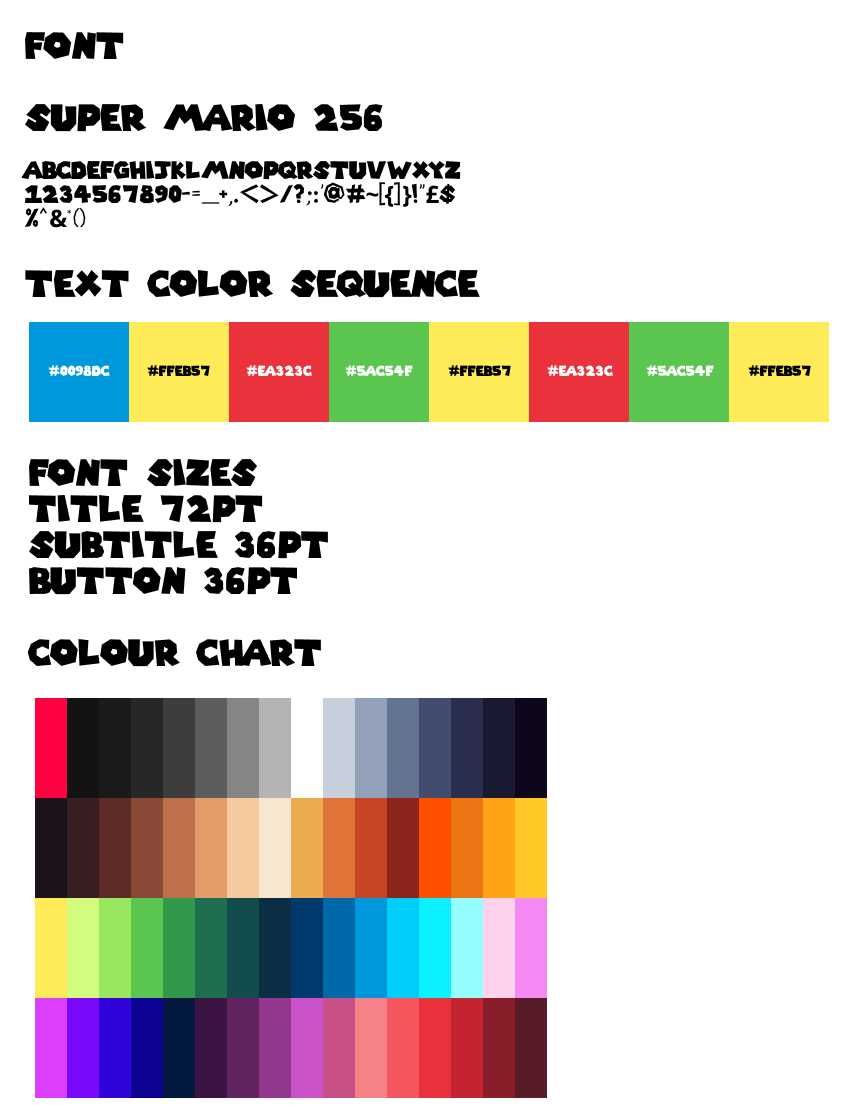 FONT
SUPER MARIO 256
ABCDEFGHIJKLMNOPQRSTUVWXYZ
1234567890-=_+,.<>/?;:'@#~[{]}!"£$
%^&*()
TEXT COLOR SEQUENCE
#0098DC #FFEB57 #EA323C #5AC54F #FFEB57 #EA323C #5AC54F #FFEB57
FONT SIZES
TITLE 72PT
SUBTITLE 36PT
BUTTON 36PT
COLOUR CHART